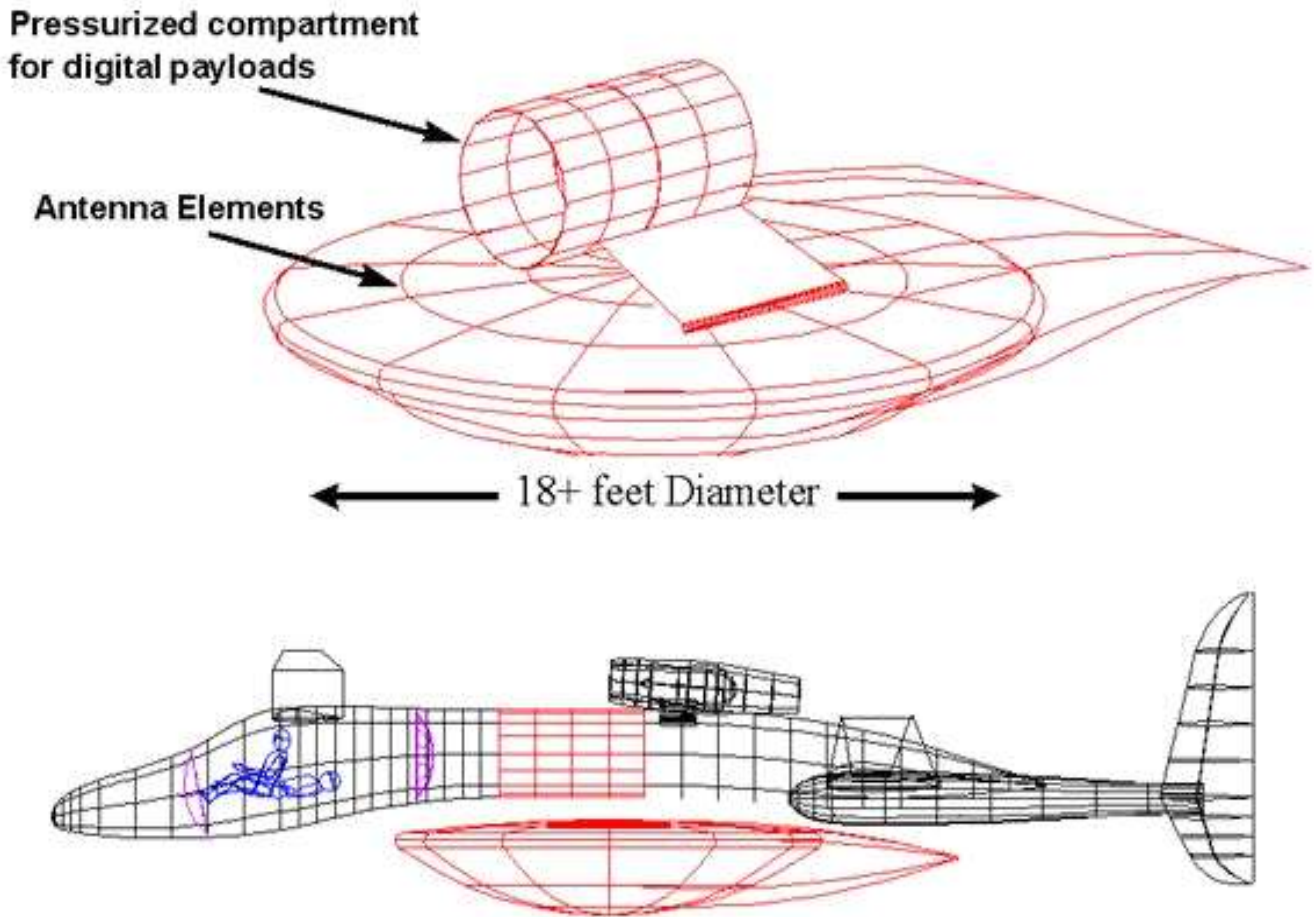 Pressurized compartment
for digital payloads
Antenna Elements
18+ feet Diameter